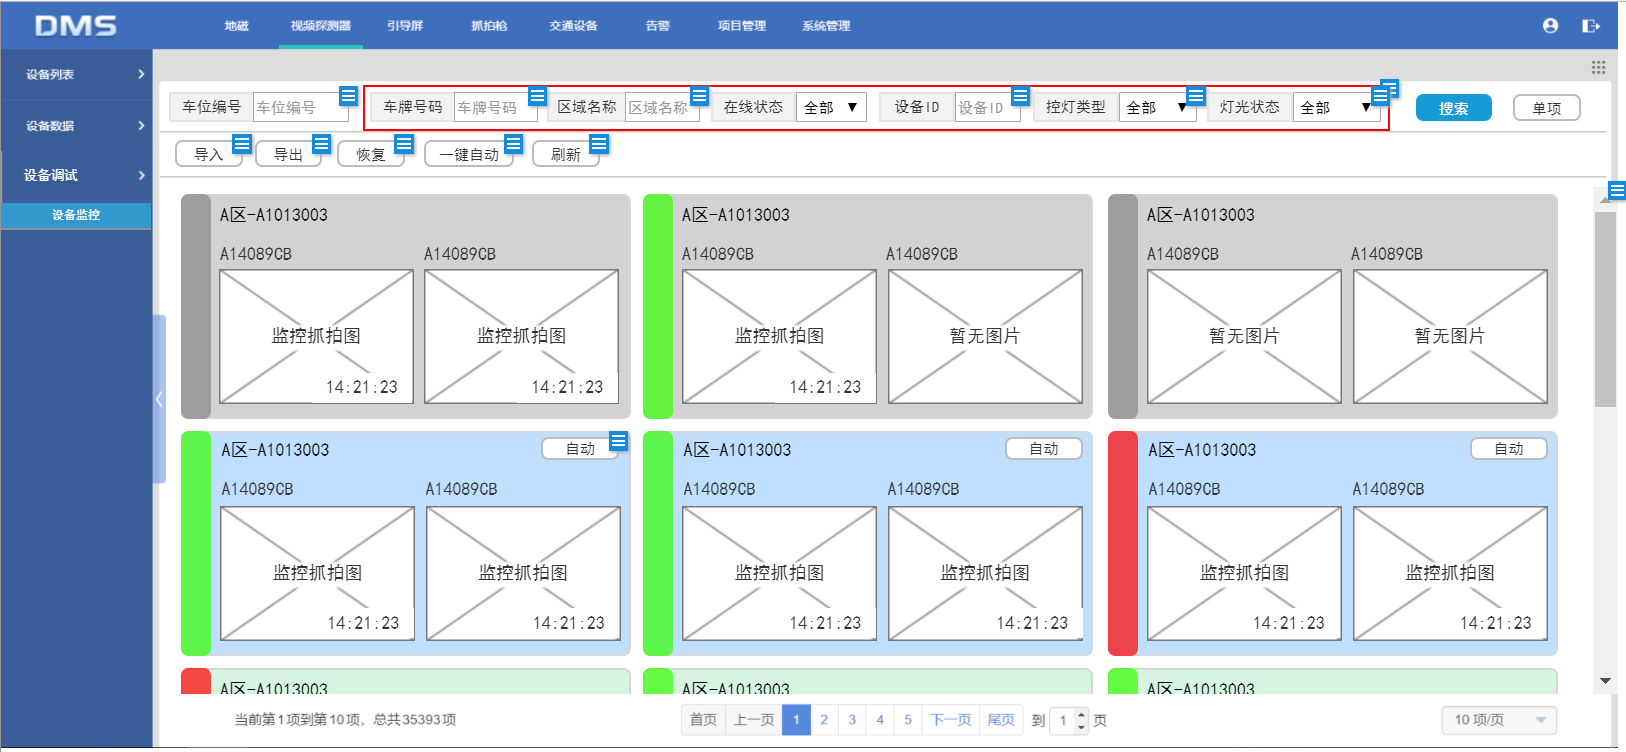 DMS 地磁 视频探测器 引导屏 抓拍枪 交通设备 告警 项目管理 系统管理
设备列表
设备数据
设备调试
设备监控
车位编号 车位编号 车牌号码 车牌号码 区域名称 区域名称 在线状态 全部 ▼ 设备ID 设备ID 控灯类型 全部 ▼ 灯光状态 全部 ▼ 搜索 单项
导入 导出 恢复 一键自动 刷新
A区-A1013003 A区-A1013003 A区-A1013003
A14089CB A14089CB A14089CB A14089CB A14089CB A14089CB
监控抓拍图 监控抓拍图 监控抓拍图 暂无图片 暂无图片 暂无图片
14:21:23 14:21:23 14:21:23
A区-A1013003 自动 A区-A1013003 自动 A区-A1013003 自动
A14089CB A14089CB A14089CB A14089CB A14089CB A14089CB
监控抓拍图 监控抓拍图 监控抓拍图 监控抓拍图 监控抓拍图 监控抓拍图
14:21:23 14:21:23 14:21:23 14:21:23 14:21:23 14:21:23
A区-A1013003 A区-A1013003 A区-A1013003
当前第1项到第10项，总共35393项 首页 上一页 1 2 3 4 5 下一页 尾页 到 1 页 10 项/页